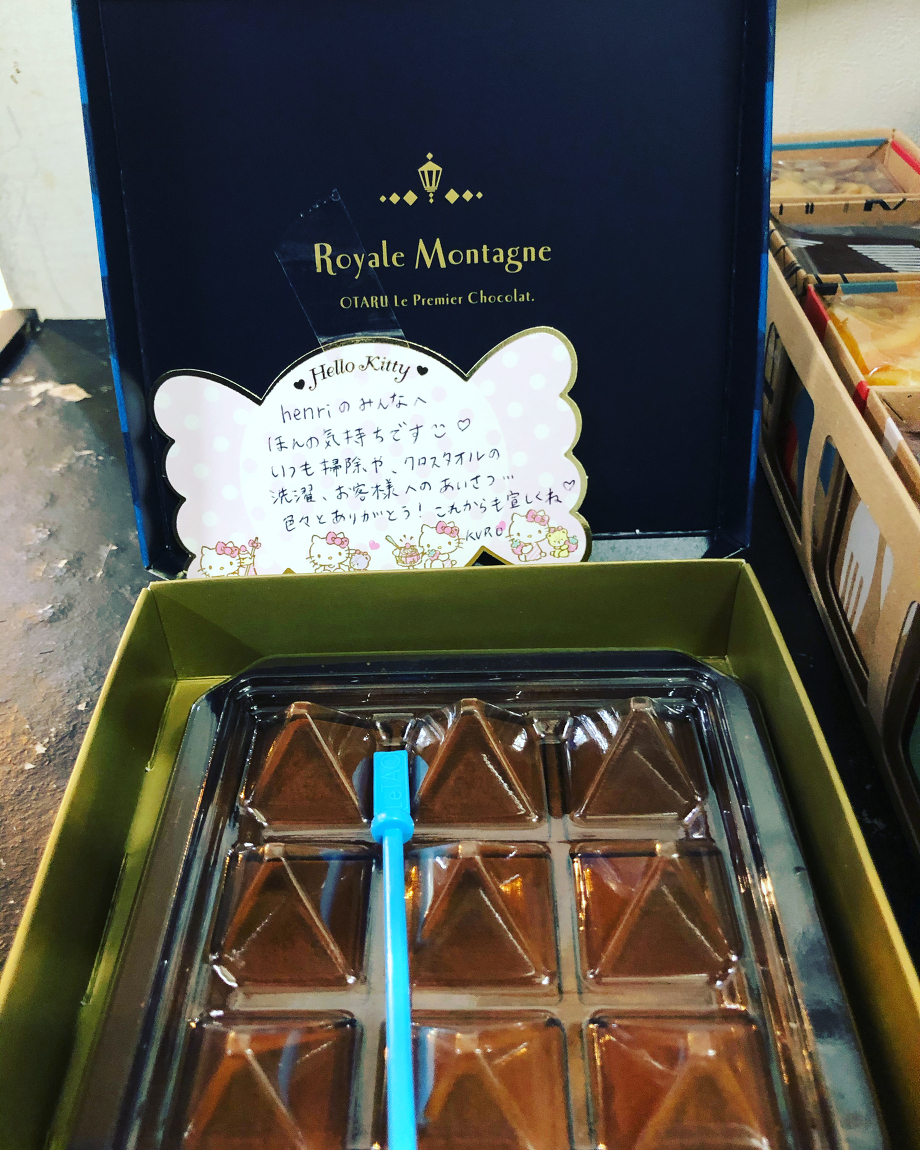 Royale Montagne
OTARU Le Premier Chocolat.
Hello Kitty
henriのみんなへ
ほんの気持ちです♡
いつも掃除や、クロスタオルの
洗濯、お客様へのあいさつ…
色々とありがとう！これからも宜しくね♡
KURO